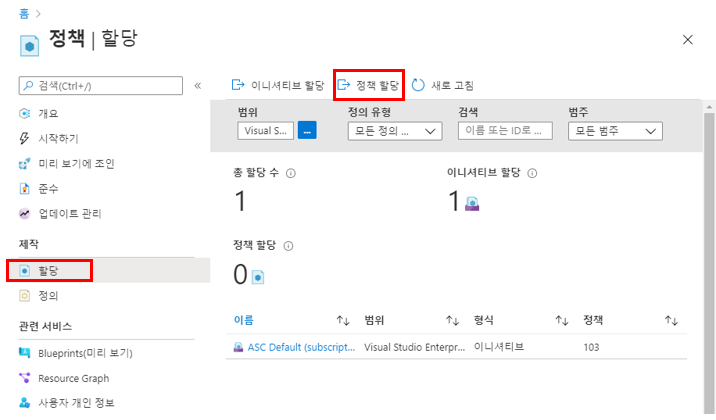 홈 >
정책 | 할당
검색(Ctrl+/)
«
개요
시작하기
미리 보기에 조인
준수
업데이트 관리
제작
할당
정의
관련 서비스
Blueprints(미리 보기)
Resource Graph
사용자 개인 정보
이니셔티브 할당 정책 할당 새로 고침
범위 정의 유형 검색 범주
Visual S... ... 모든 정의 ... 이름 또는 ID로 ... 모든 범주
총 할당 수 이니셔티브 할당
1 1
정책 할당
0
이름 범위 형식 정책
ASC Default (subscript... Visual Studio Enterpr... 이니셔티브 103